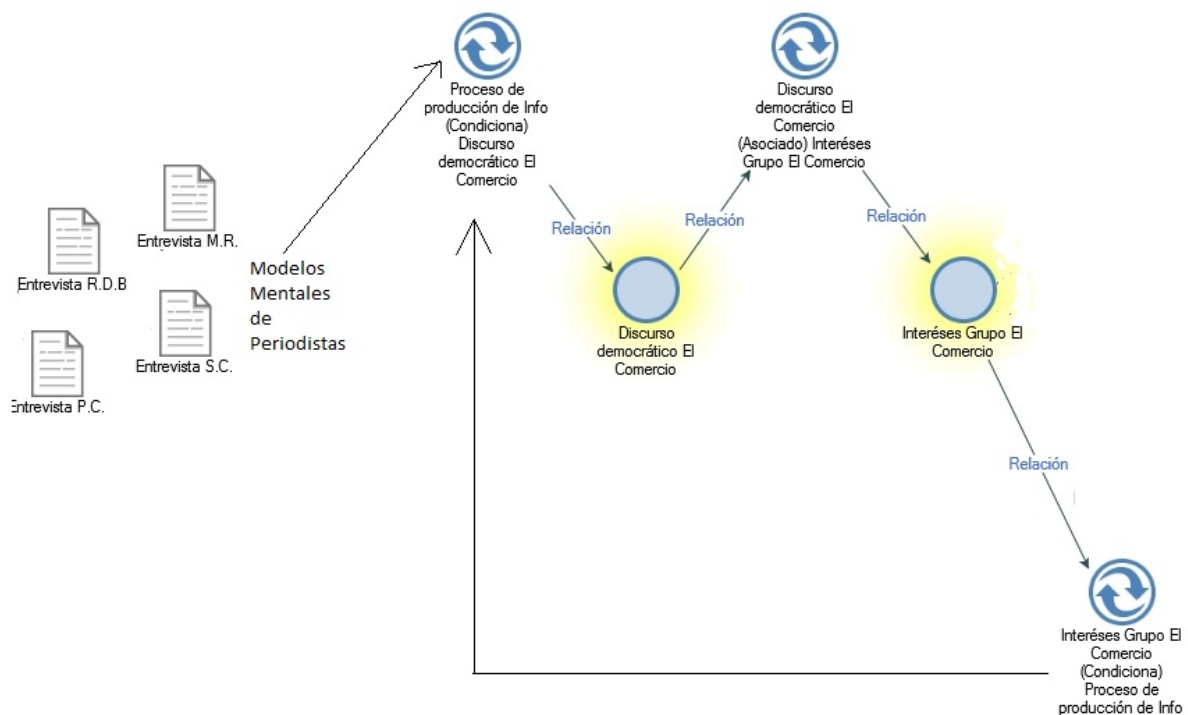 Proceso de
producción de Info
(Condiciona)
Discurso
democrático El
Comercio
Discurso
democrático El
Comercio
(Asociado) Interéses
Grupo El Comercio
Relación
Relación
Relación
Entrevista M.R.
Entrevista R.D.B
Entrevista S.C.
Entrevista P.C.
Modelos
Mentales
de
Periodistas
Discurso
democrático El
Comercio
Interéses Grupo El
Comercio
Relación
Interéses Grupo El
Comercio
(Condiciona)
Proceso de
producción de Info